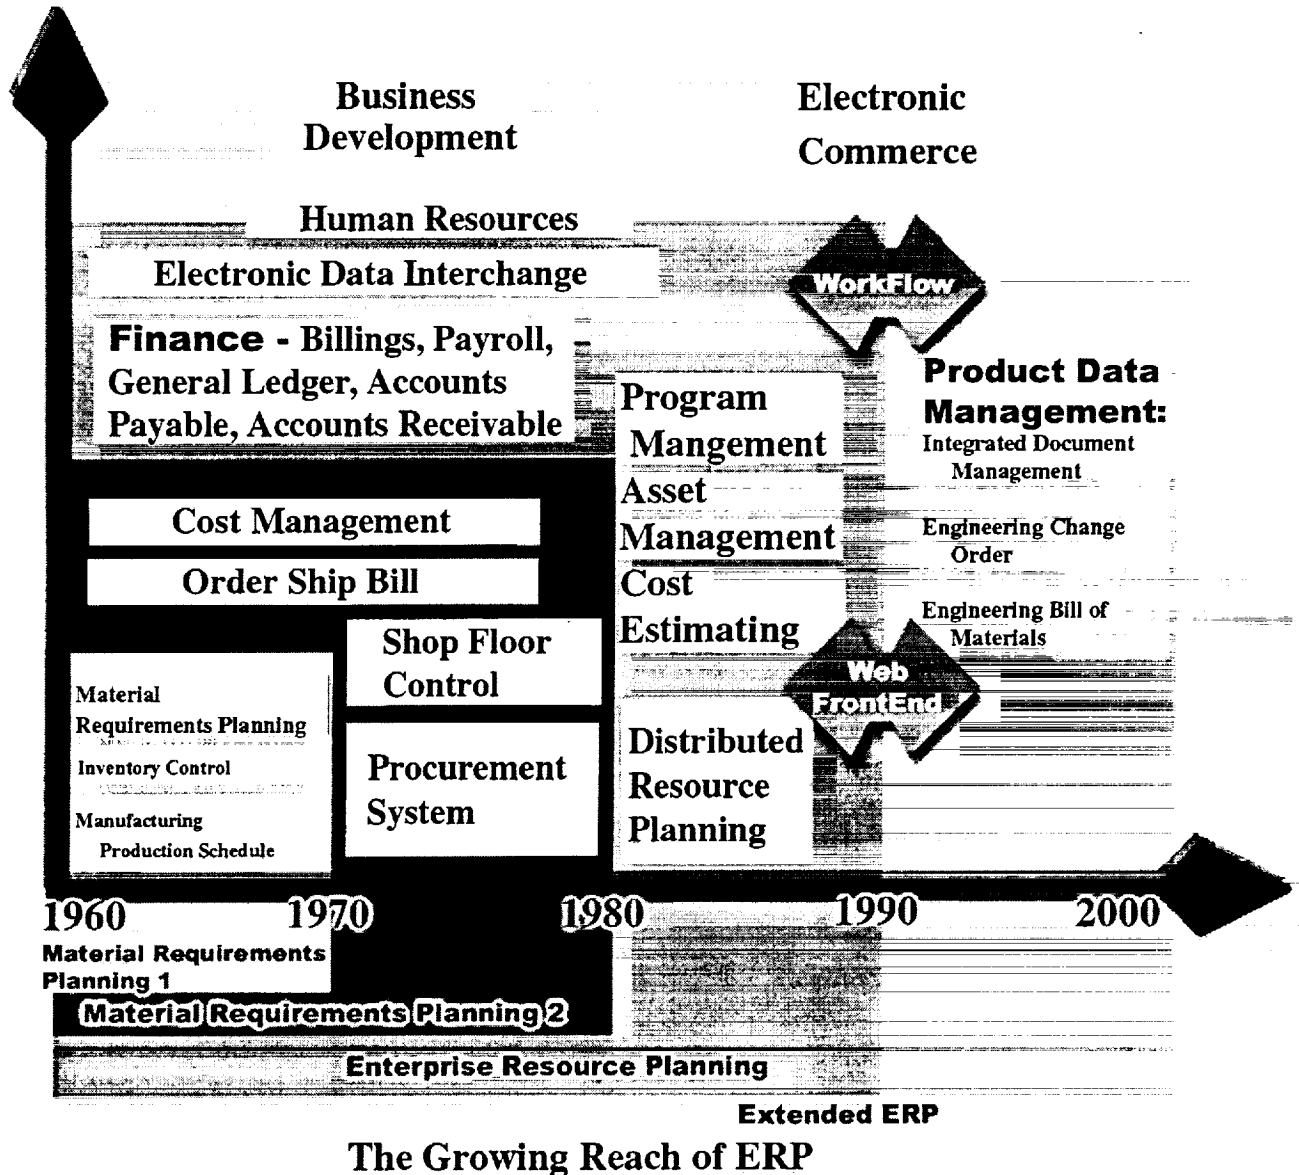 Business
Development
Electronic
Commerce
Human Resources
Electronic Data Interchange
WorkFlow
Finance - Billings, Payroll,
General Ledger, Accounts
Payable, Accounts Receivable
Program
Mangement
Asset
Management
Cost
Estimating
Product Data
Management:
Integrated Document
Management
Engineering Change
Order
Engineering Bill of
Materials
Cost Management
Order Ship Bill
Shop Floor
Control
Web
FrontEnd
Material
Requirements Planning
Inventory Control
Manufacturing
Production Schedule
Procurement
System
Distributed
Resource
Planning
1960 1970 1980 1990 2000
Material Requirements
Planning 1
Material Requirements Planning 2
Enterprise Resource Planning
Extended ERP
The Growing Reach of ERP